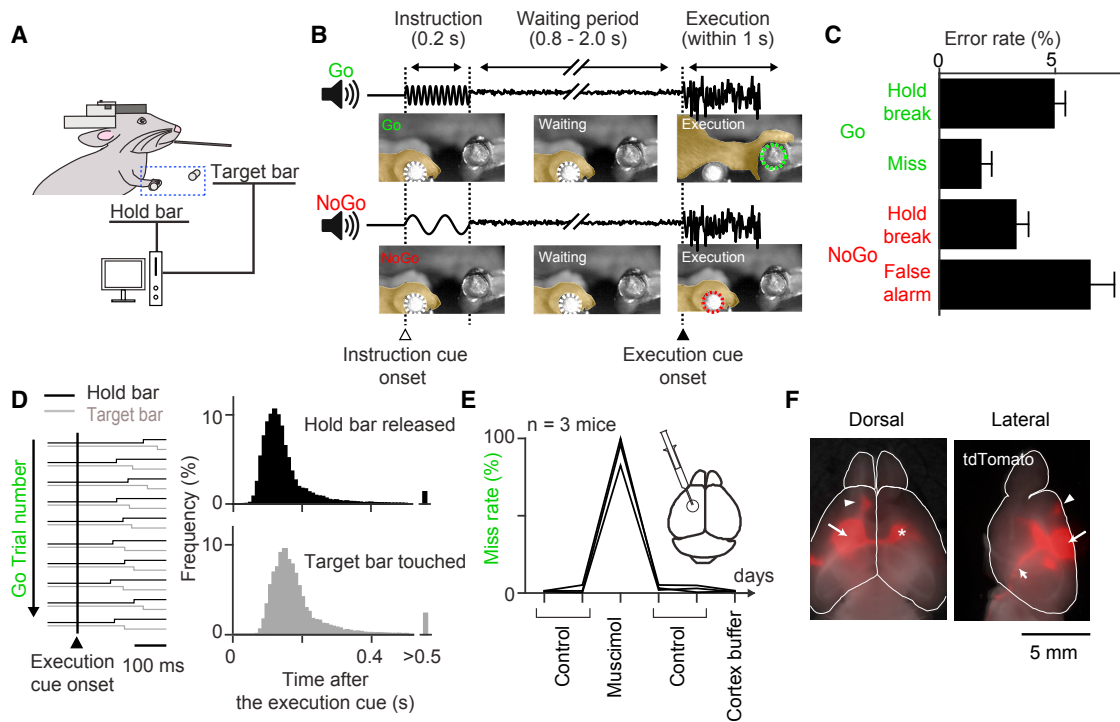 A
Target bar
Hold bar
B
Instruction
(0.2 s)
Waiting period
(0.8 - 2.0 s)
Execution
(within 1 s)
Go
Go
Waiting
Execution
NoGo
NoGo
Waiting
Execution
Instruction cue
onset
Execution cue
onset
C
Error rate (%)
0
5
Go
Hold
break
Miss
NoGo
Hold
break
False
alarm
D
Hold bar
Target bar
Go Trial number
Execution
cue onset
100 ms
Frequency (%)
10
Hold bar released
10
Target bar touched
0
0.4
>0.5
Time after
the execution cue (s)
E
n = 3 mice
Miss rate (%)
100
0
days
Control
Muscimol
Control
Cortex buffer
F
Dorsal
Lateral
tdTomato
*
5 mm